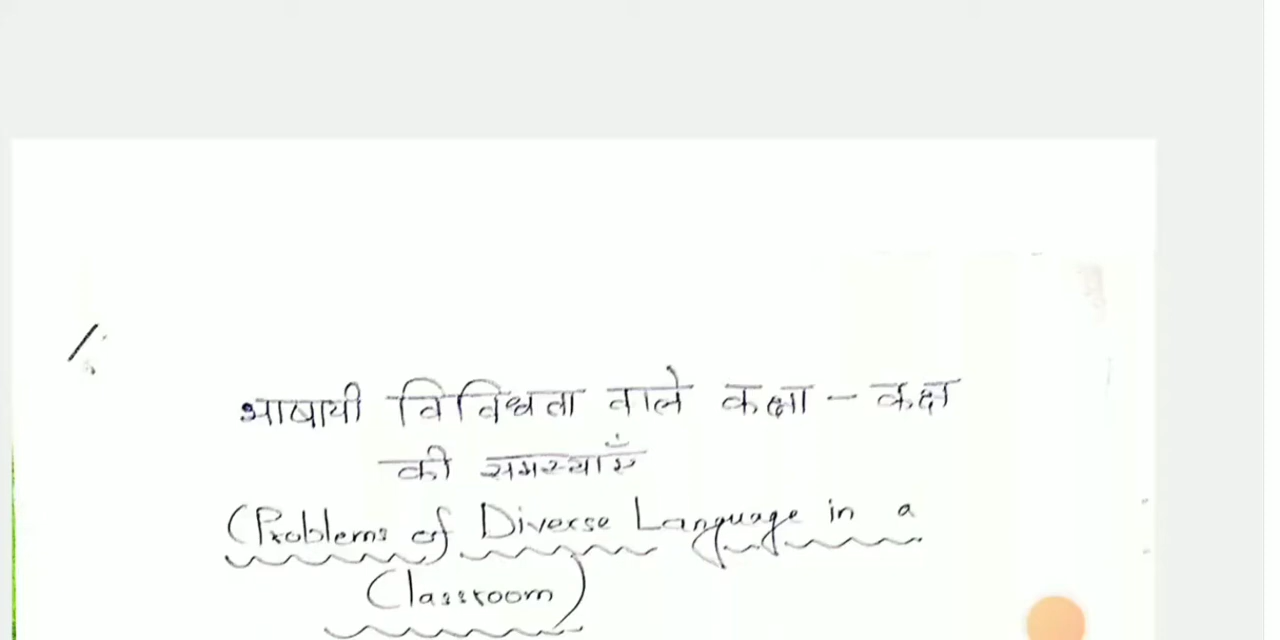 भाषायी विविधता वाले कक्षा - कक्ष
की समस्याएँ
(Problems of Diverse Language in a
Classroom)